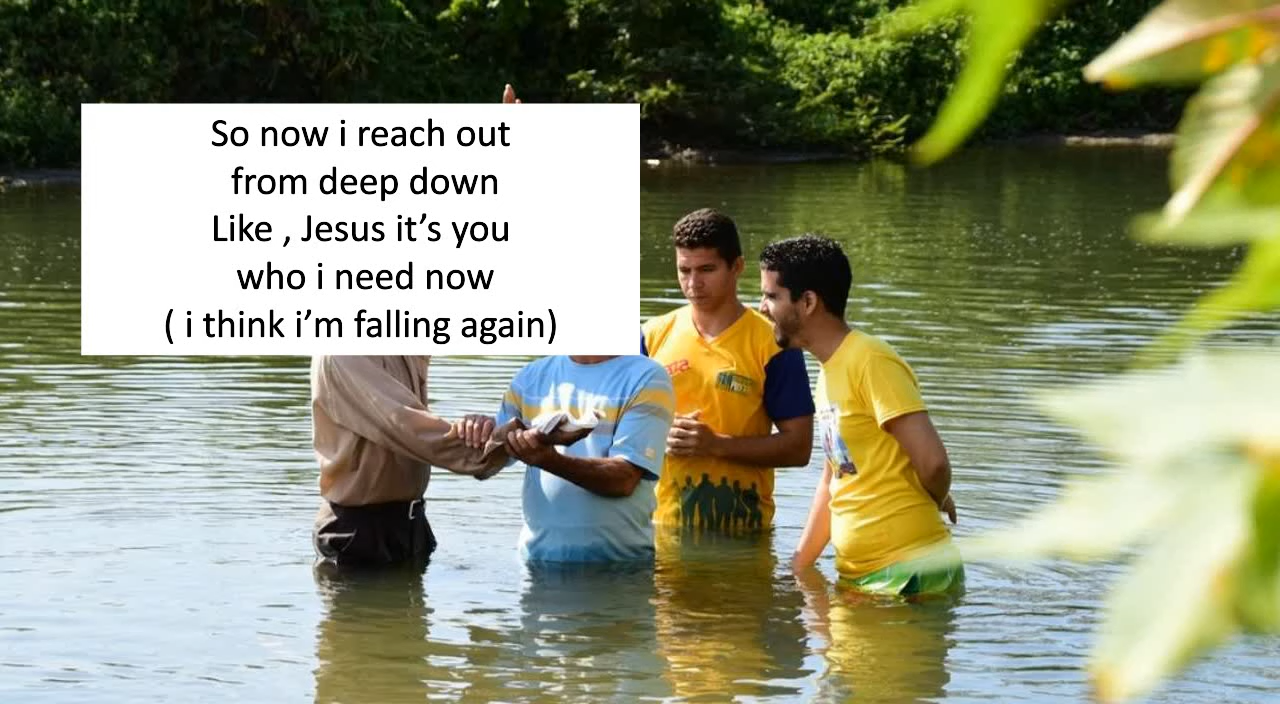 So now i reach out
from deep down
Like , Jesus it’s you
who i need now
( i think i’m falling again)